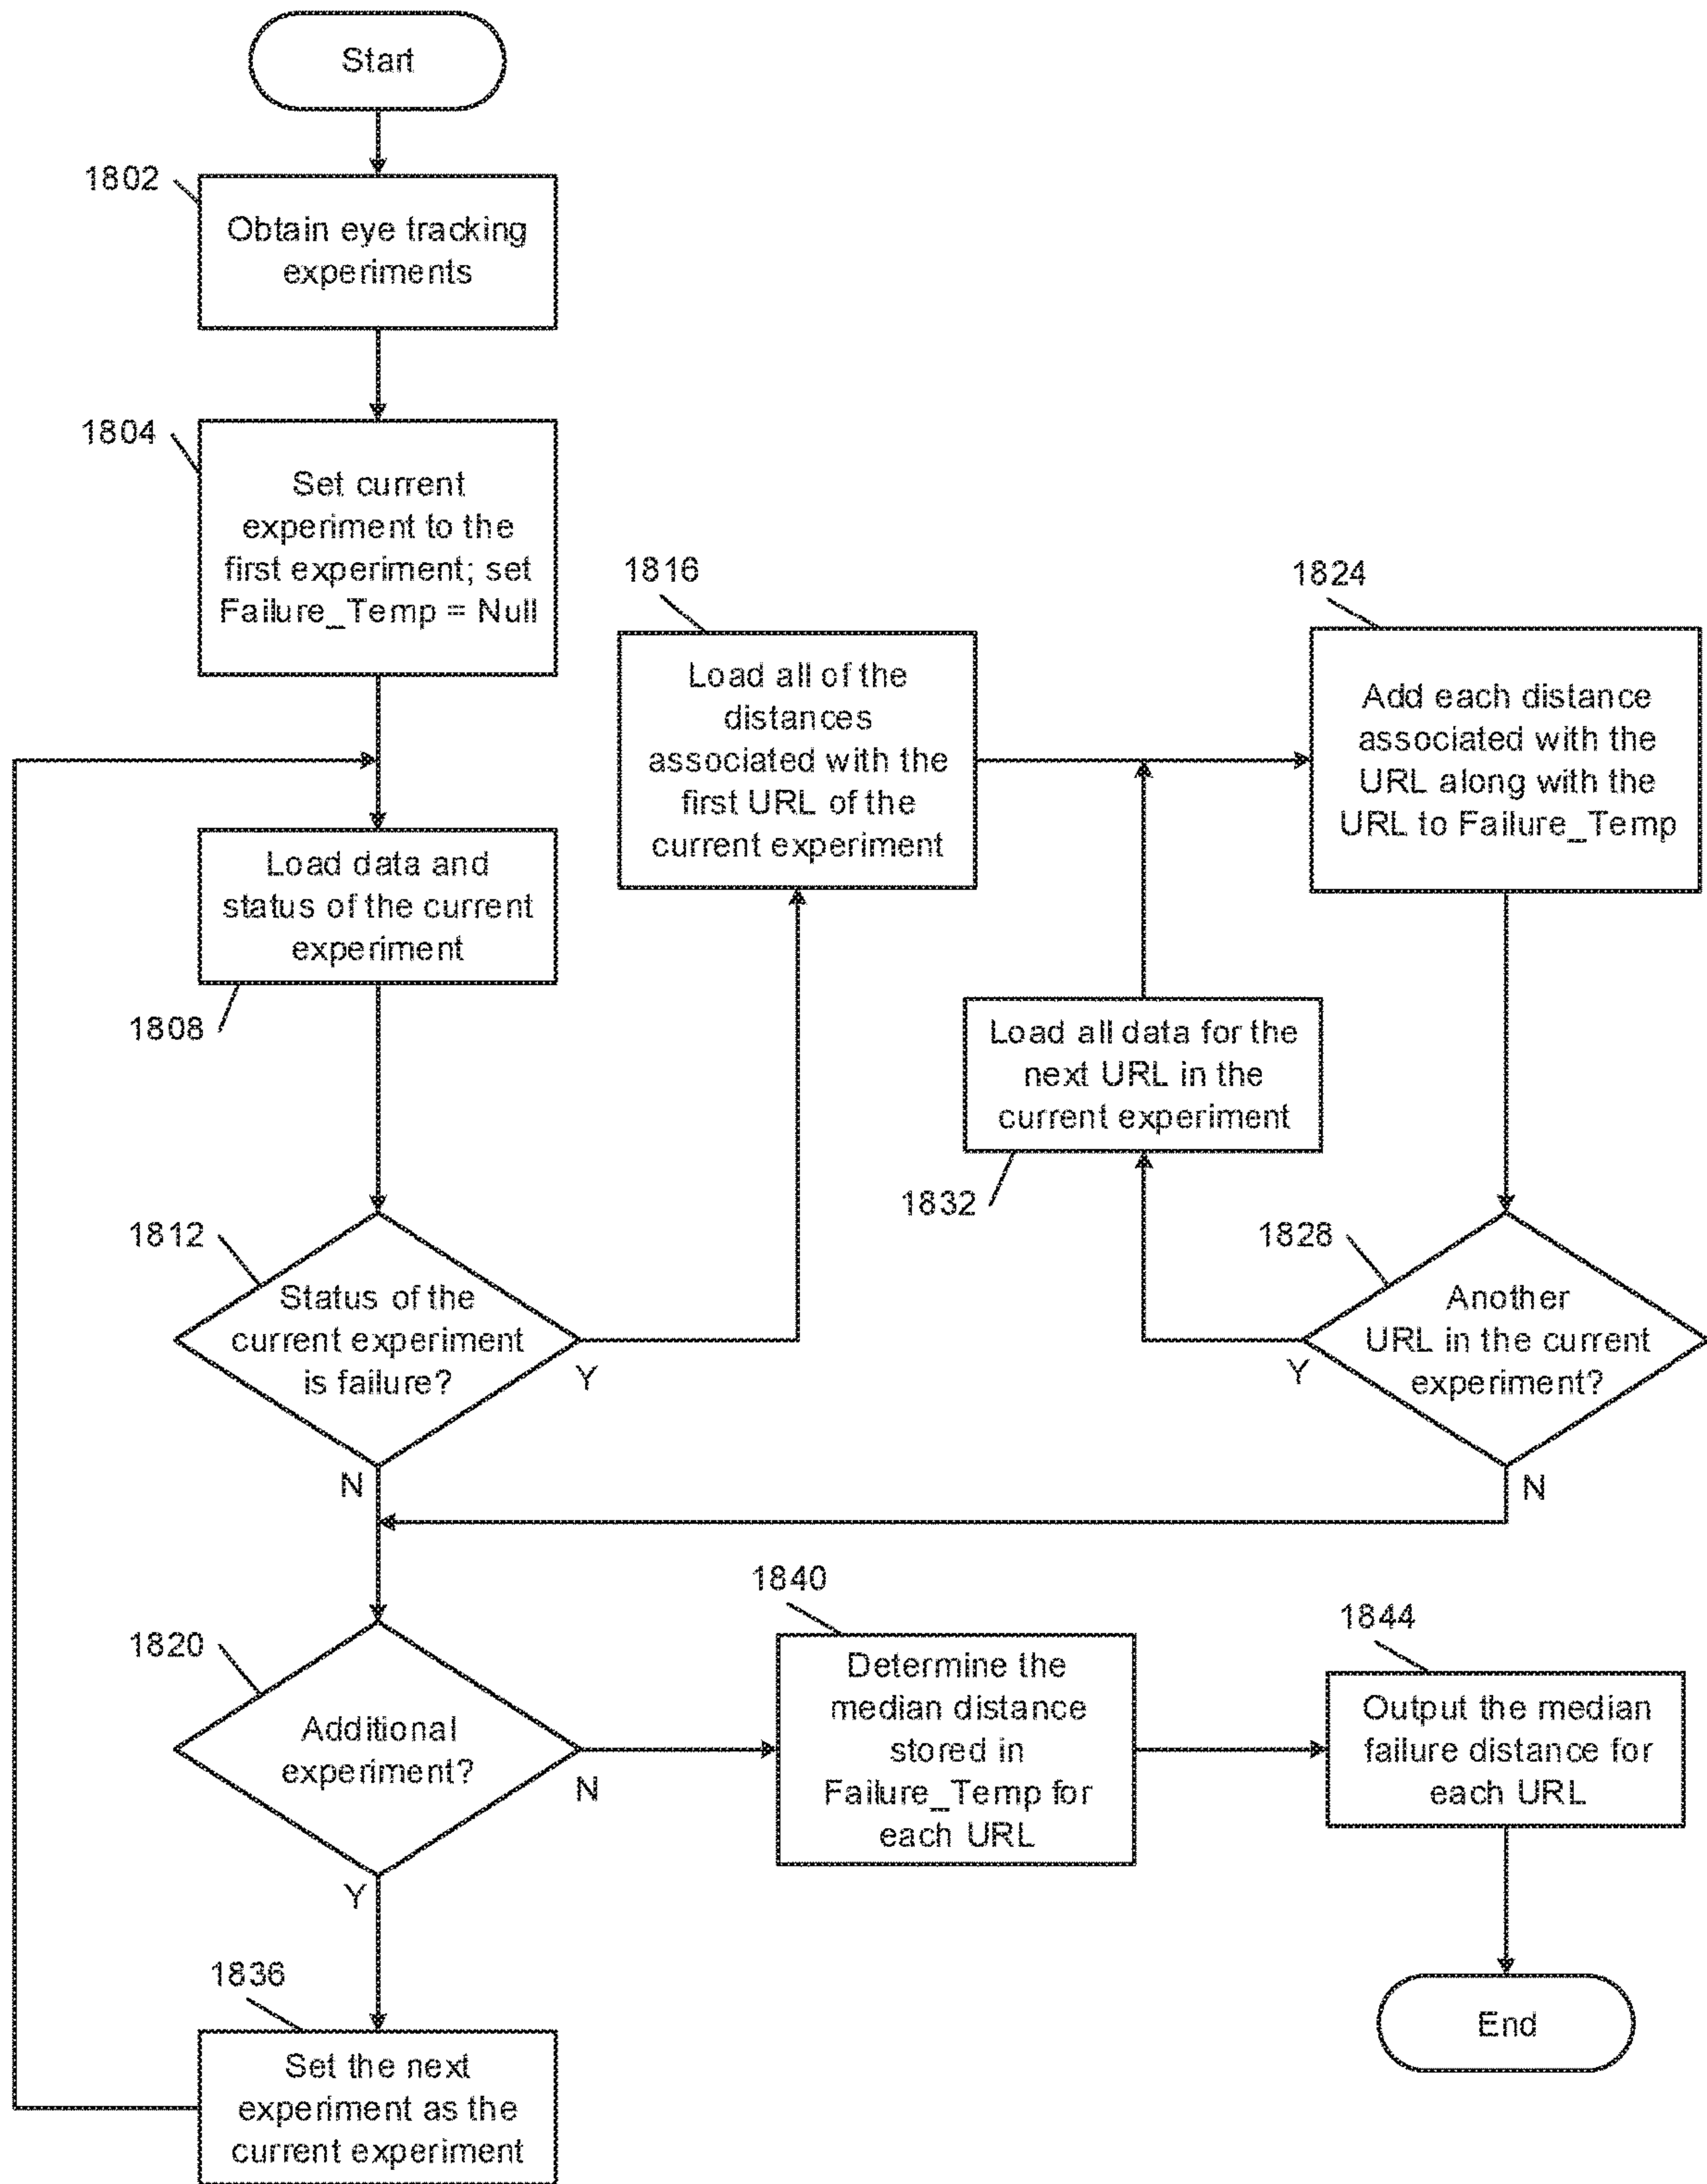 Start
1802
Obtain eye tracking
experiments
1804
Set current
experiment to the
first experiment; set
Failure_Temp = Null
1816
Load all of the
distances
associated with the
first URL of the
current experiment
1824
Add each distance
associated with the
URL along with the
URL to Failure_Temp
Load data and
status of the current
experiment
1808
Load all data for the
next URL in the
current experiment
1832
1812
Status of the
current experiment
is failure?
Y
N
1828
Another
URL in the current
experiment?
Y
N
1820
Additional
experiment?
N
Y
1840
Determine the
median distance
stored in
Failure_Temp for
each URL
1844
Output the median
failure distance for
each URL
1836
Set the next
experiment as the
current experiment
End